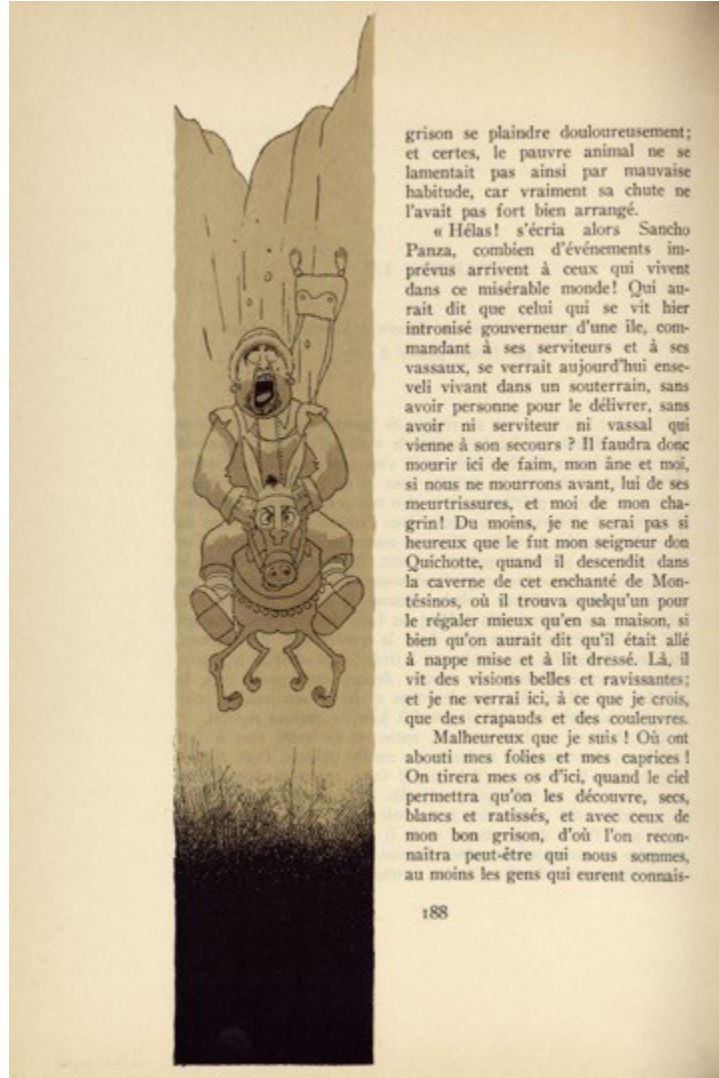 grison se plaindre douloureusement;
et certes, le pauvre animal ne se
lamentait pas ainsi par mauvaise
habitude, car vraiment sa chute ne
l'avait pas fort bien arrangé.
« Hélas! s'écria alors Sancho
Panza, combien d'événements im-
prévus arrivent à ceux qui vivent
dans ce misérable monde! Qui au-
rait dit que celui qui se vit hier
intronisé gouverneur d'une ile, com-
mandant à ses serviteurs et à ses
vassaux, se verrait aujourd'hui ense-
veli vivant dans un souterrain, sans
avoir personne pour le délivrer, sans
avoir ni serviteur ni vassal qui
vienne à son secours ? Il faudra donc
mourir ici de faim, mon âne et moi,
si nous ne mourrons avant, lui de ses
meurtrissures, et moi de mon cha-
grin! Du moins, je ne serai pas si
heureux que le fut mon seigneur don
Quichotte, quand il descendit dans
la caverne de cet enchanté de Mon-
tésinos, où il trouva quelqu'un pour
le régaler mieux qu'en sa maison, si
bien qu'on aurait dit qu'il était allé
à nappe mise et à lit dressé. Là, il
vit des visions belles et ravissantes;
et je ne verrai ici, à ce que je crois,
que des crapauds et des couleuvres.
Malheureux que je suis ! Où ont
abouti mes folies et mes caprices !
On tirera mes os d'ici, quand le ciel
permettra qu'on les découvre, secs,
blancs et ratissés, et avec ceux de
mon bon grison, d'où l'on recon-
naitra peut-être qui nous sommes,
au moins les gens qui eurent connais-
188